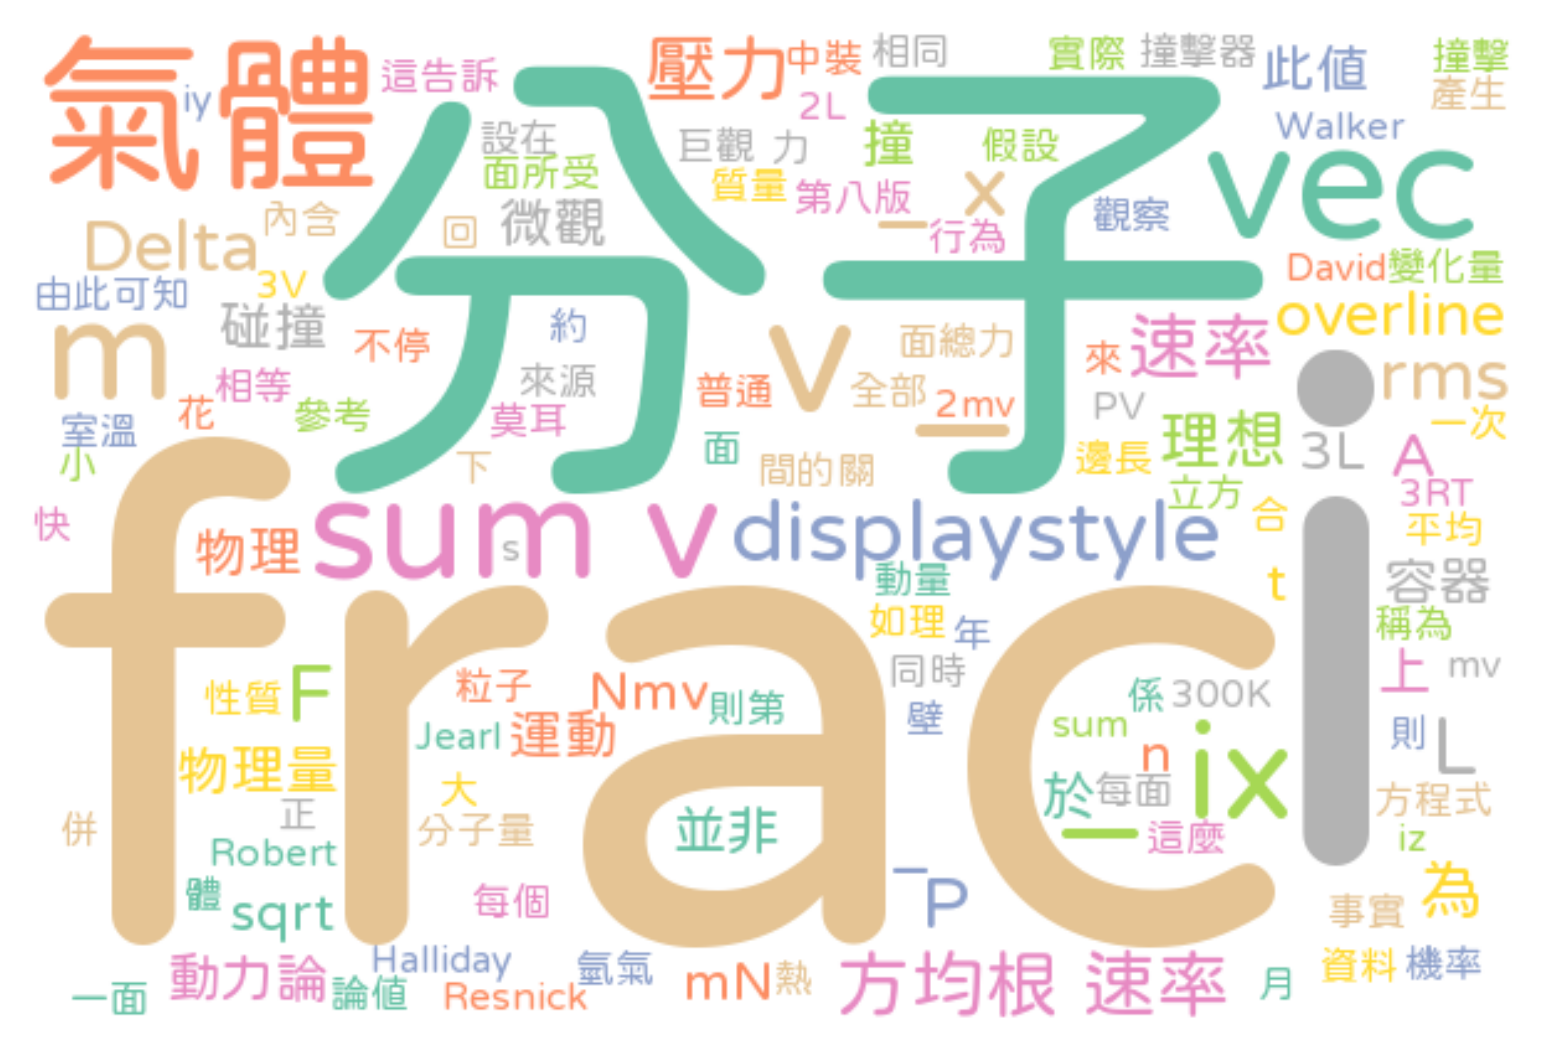 氣體
iy
這告訴
壓力
中裝
相同
實際
撞擊器
此值
撞擊
產生
2L
分子
設在
巨觀 力
撞
假設
Walker
vec
面所受
質量
第八版
_x
Delta
內含
回
微觀
行為
觀察
David
變化量
由此可知
3V
m
碰撞
不停
約
v
面總力
速率
overline
i
相等
來源
普通
全部
2mv
來
PV
rms
花
參考
莫耳
室溫
小
面
下
間的關
邊長
理想
3L
一次
A
3RT
快
物理
sum v
s
displaystyle
立方
合
平均
frac
動量
t
容器
如理
年
稱為
同時
上
mv
性質
F
粒子
Nmv
則第
壁
係
300K
sum
Jearl
運動
則
L
物理量
n
ix
大
於
每面
方程式
正
併
分子量
並非
這麼
iz
Robert
體
sqrt
每個
_P
事實
為
Halliday
氫氣
動力論
一面
論值
Resnick
mN
熱
方均根 速率
月
資料
機率